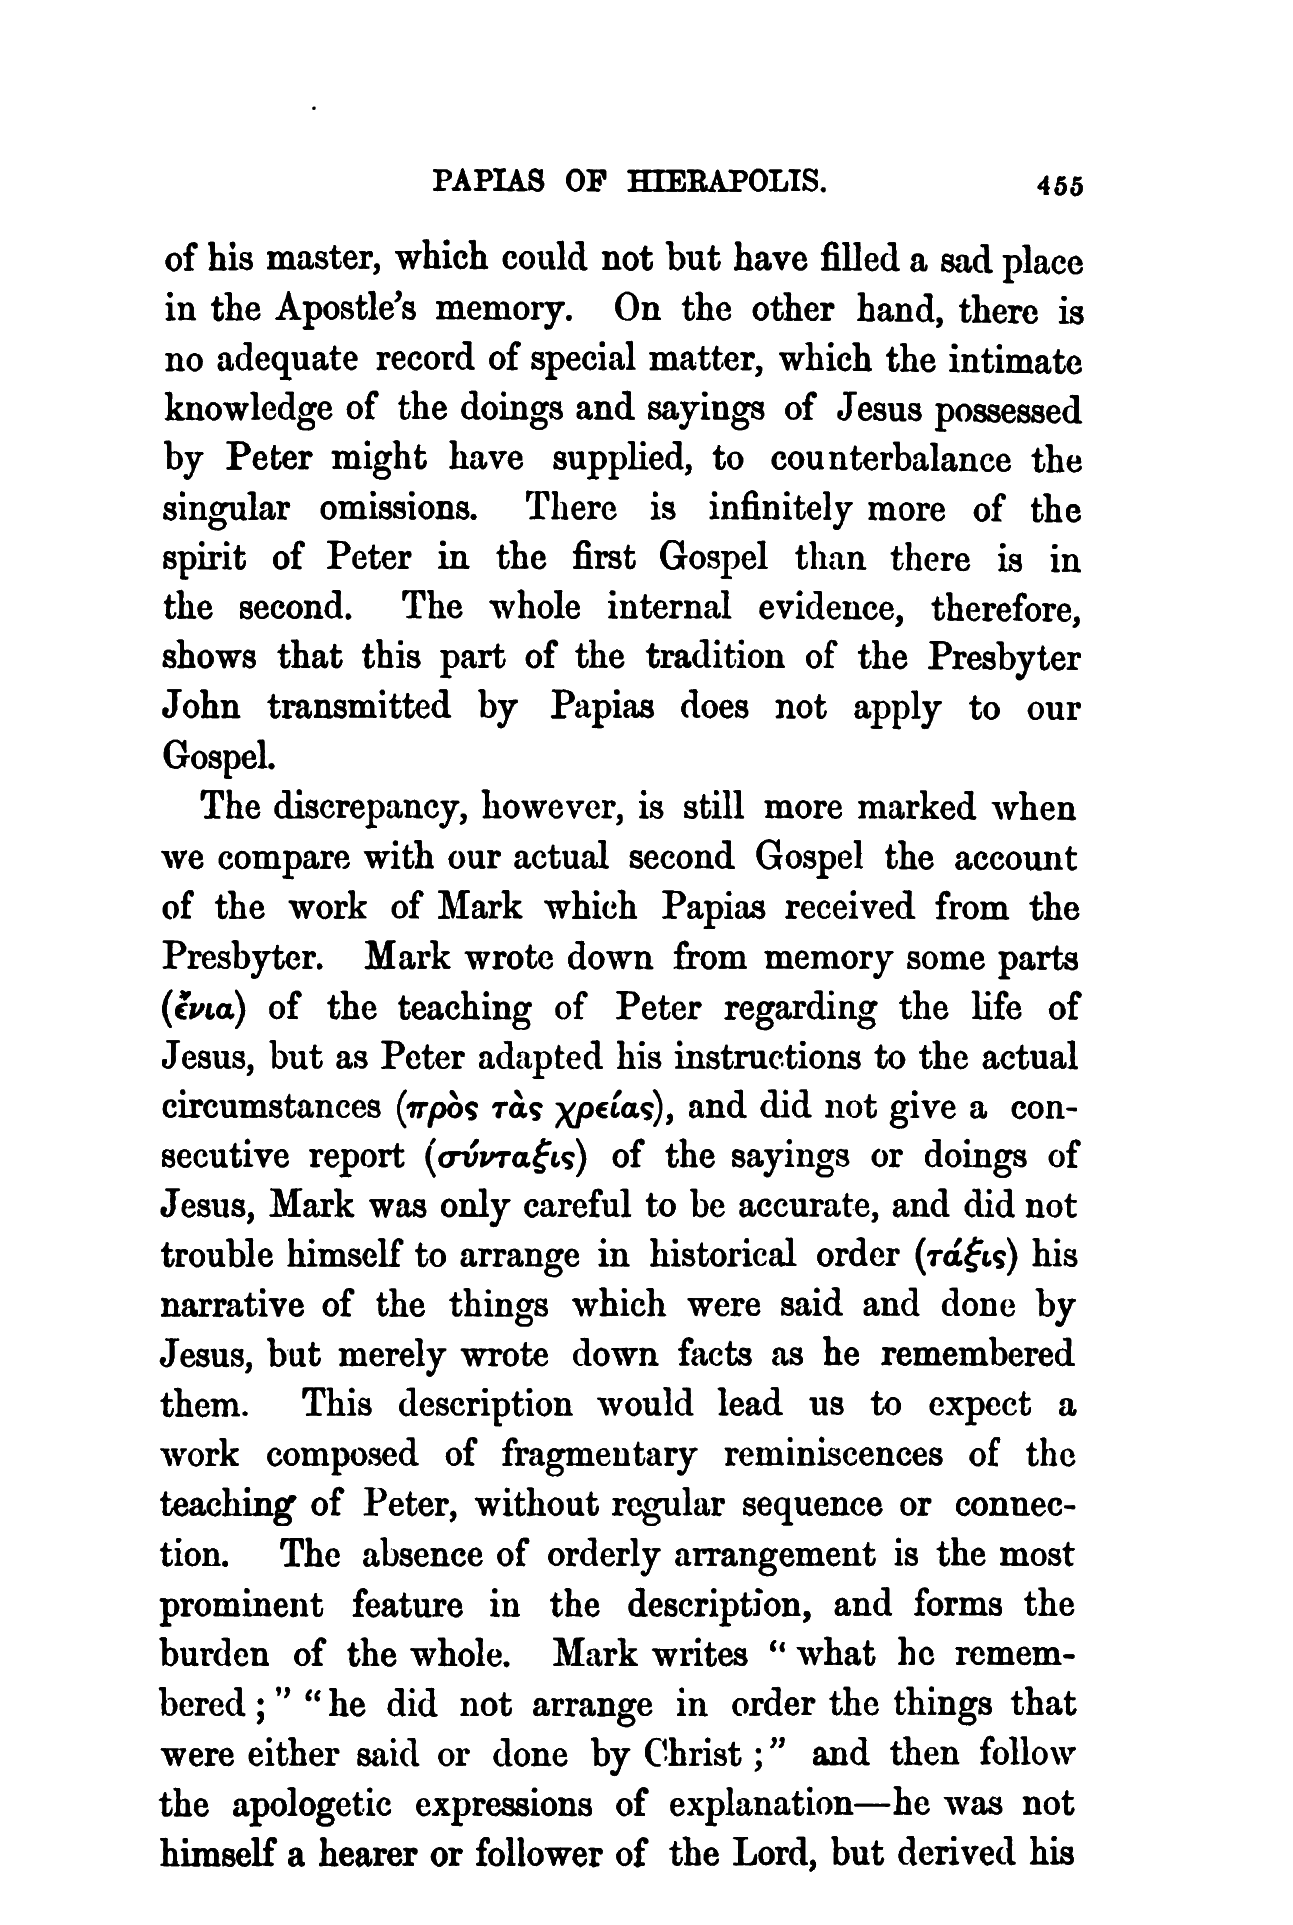 PAPIAS OF HIERAPOLIS. 455
of his master, which could not but have filled a sad place
in the Apostle's memory. On the other hand, there is
no adequate record of special matter, which the intimate
knowledge of the doings and sayings of Jesus possessed
by Peter might have supplied, to counterbalance the
singular omissions. There is infinitely more of the
spirit of Peter in the first Gospel than there is in
the second. The whole internal evidence, therefore,
shows that this part of the tradition of the Presbyter
John transmitted by Papias does not apply to our
Gospel.
The discrepancy, however, is still more marked when
we compare with our actual second Gospel the account
of the work of Mark which Papias received from the
Presbyter. Mark wrote down from memory some parts
(ἔνια) of the teaching of Peter regarding the life of
Jesus, but as Peter adapted his instructions to the actual
circumstances (πρὸς τὰς χρείας), and did not give a con-
secutive report (σύνταξις) of the sayings or doings of
Jesus, Mark was only careful to be accurate, and did not
trouble himself to arrange in historical order (τάξις) his
narrative of the things which were said and done by
Jesus, but merely wrote down facts as he remembered
them. This description would lead us to expect a
work composed of fragmentary reminiscences of the
teaching of Peter, without regular sequence or connec-
tion. The absence of orderly arrangement is the most
prominent feature in the description, and forms the
burden of the whole. Mark writes “ what he remem-
bered ; ” “ he did not arrange in order the things that
were either said or done by Christ ; ” and then follow
the apologetic expressions of explanation—he was not
himself a hearer or follower of the Lord, but derived his